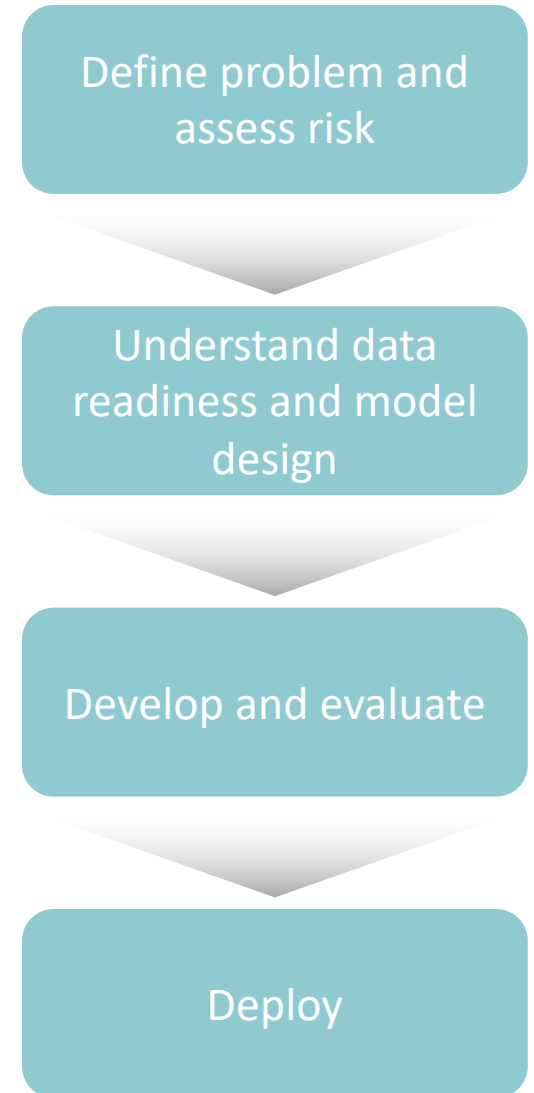 Define problem and
assess risk
Understand data
readiness and model
design
Develop and evaluate
Deploy